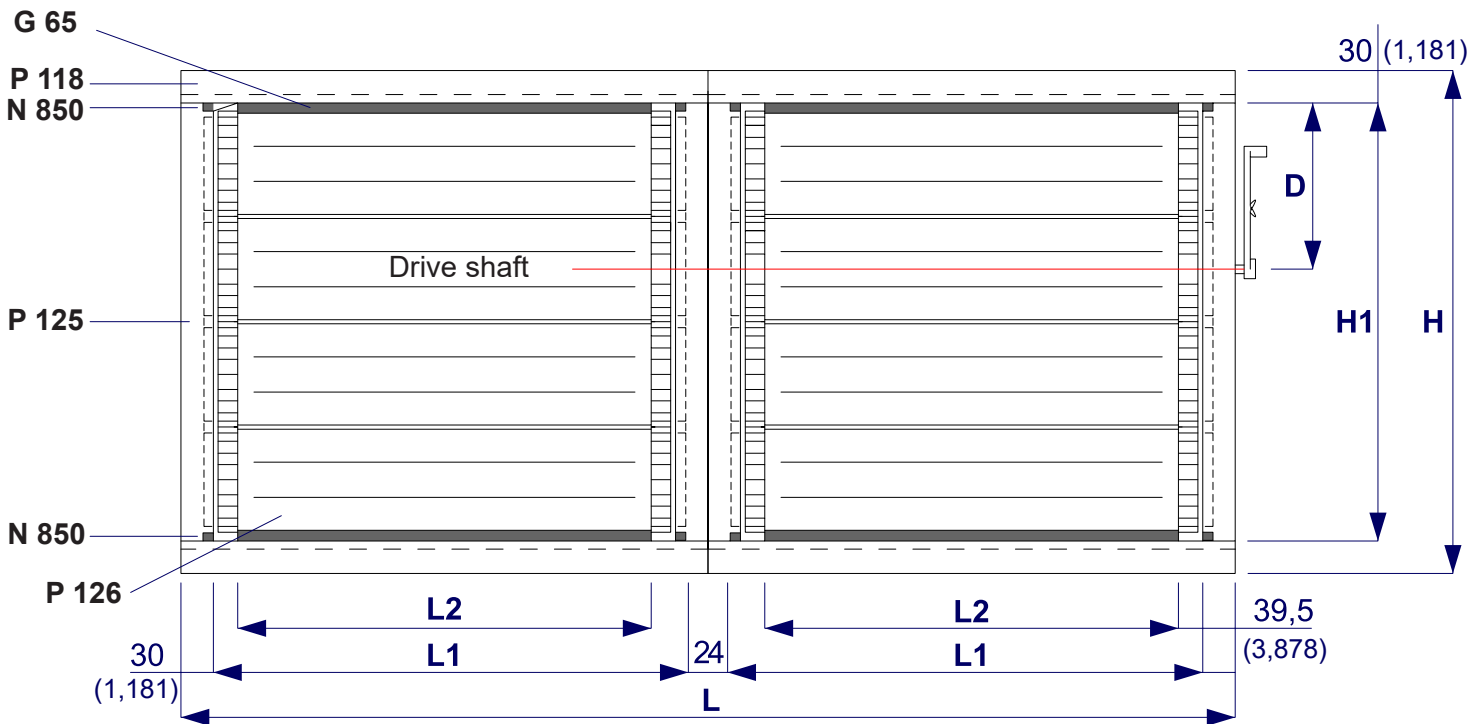 G 65
30 (1,181)
P 118
N 850
D
Drive shaft
P 125
H1
H
N 850
P 126
L2
L2
39,5
(3,878)
30
(1,181)
L1
24
L1
L